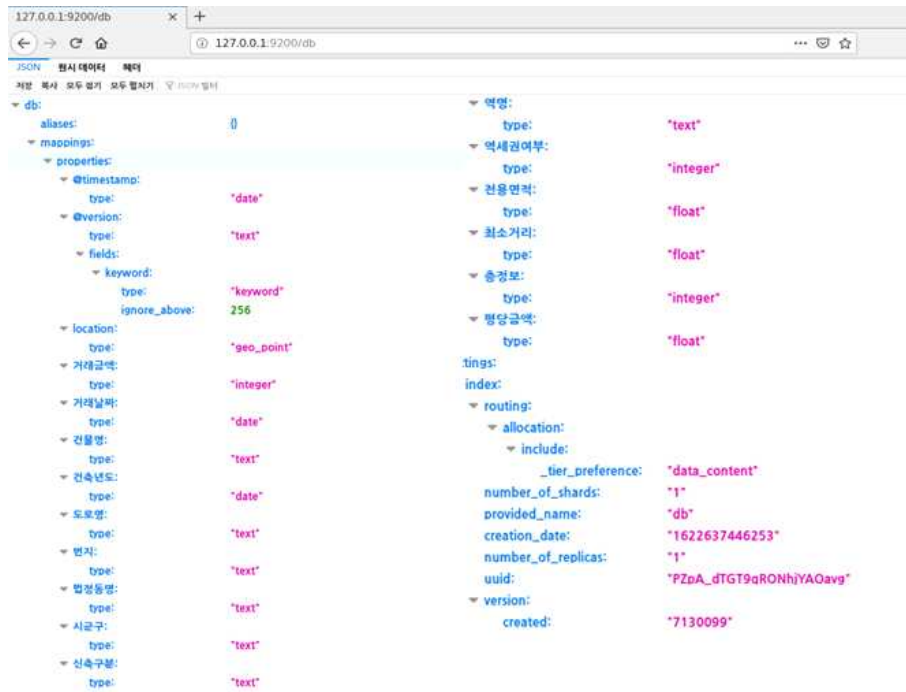 127.0.0.1:9200/db
127.0.0.1:9200/db
JSON 원시 데이터 헤더
저장 복사 모두 접기 모두 펼치기 JSON 필터
db:
aliases: {}
mappings:
properties:
@timestamp:
type: "date"
@version:
type: "text"
fields:
keyword:
type: "keyword"
ignore_above: 256
location:
type: "geo_point"
거래금액:
type: "integer"
거래날짜:
type: "date"
건물명:
type: "text"
건축년도:
type: "date"
도로명:
type: "text"
번지:
type: "text"
법정동명:
type: "text"
시군구:
type: "text"
신축구분:
type: "text"
역명:
type: "text"
역세권여부:
type: "integer"
전용면적:
type: "float"
최소거리:
type: "float"
층정보:
type: "integer"
평당금액:
type: "float"
tings:
index:
routing:
allocation:
include:
_tier_preference: "data_content"
number_of_shards: "1"
provided_name: "db"
creation_date: "1622637446253"
number_of_replicas: "1"
uuid: "PZpA_dTGT9qRONhjYAOavg"
version:
created: "7130099"